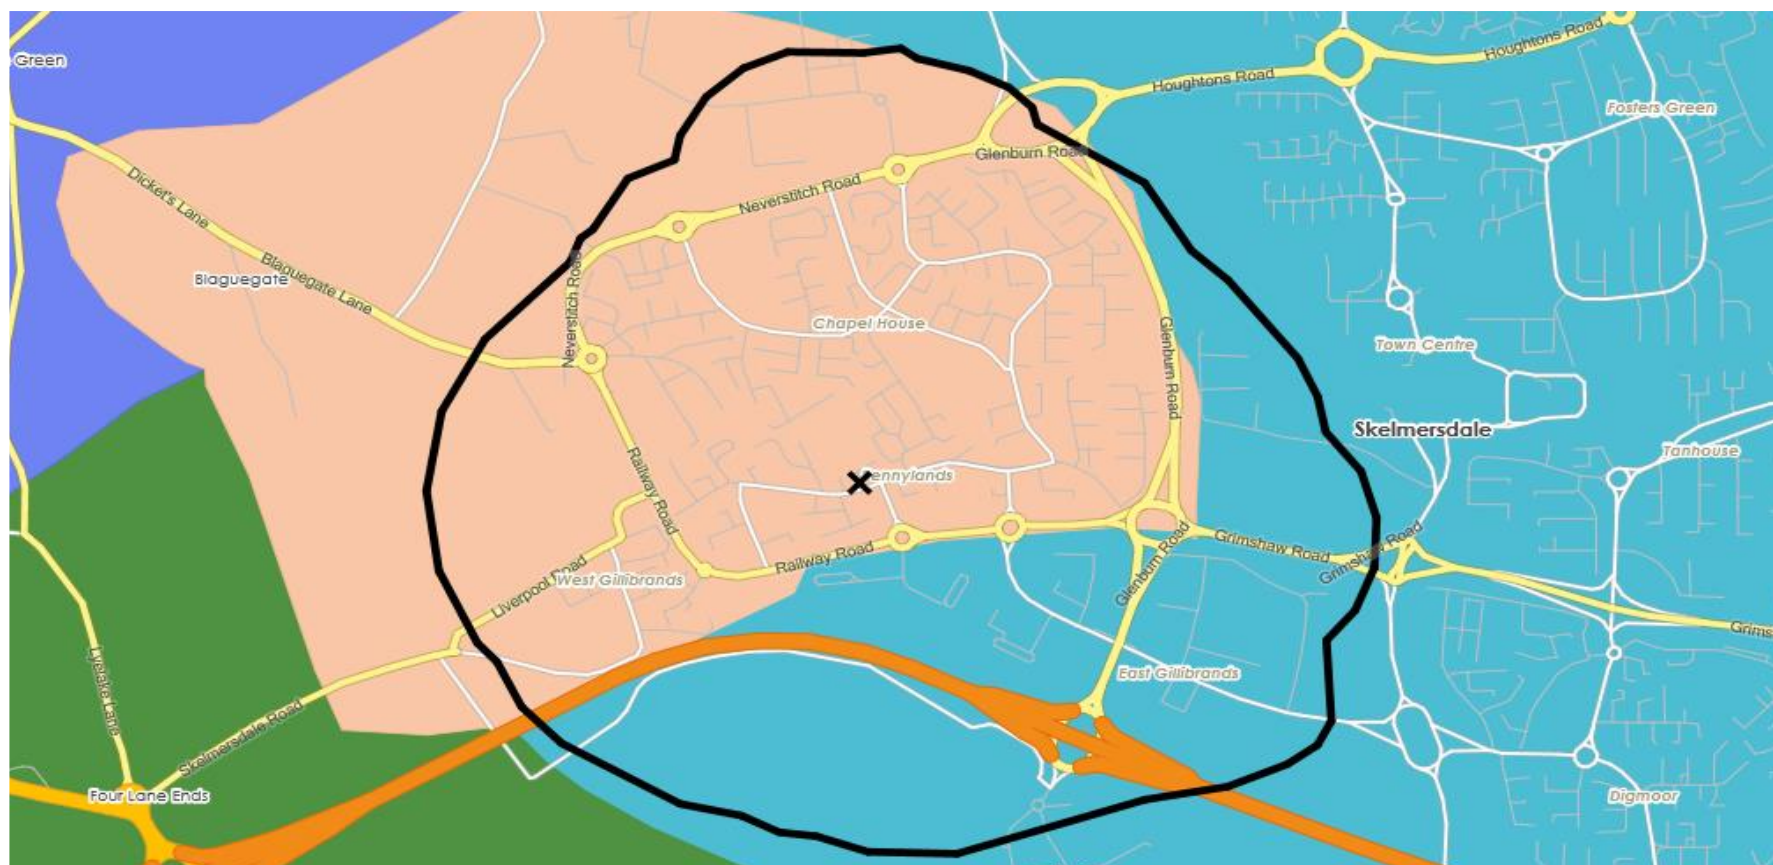 Houghtons Road
Green
Houghtons Road
Fosters Green
Glenburn Road
Dicket's Lane
Neverstitch Road
Blaguegate
Blaguegate Lane
Neverstitch Road
Chapel House
Glenburn Road
Town Centre
Skelmersdale
Tanhouse
Railway Road
ennylands
Grimshaw Road
Grimshaw Road
Railway Road
Glenburn Road
Liverpool Road
West Gillibrands
Grims
Lyelake Lane
East Gillibrands
Skelmersdale Road
Four Lane Ends
Digmoor